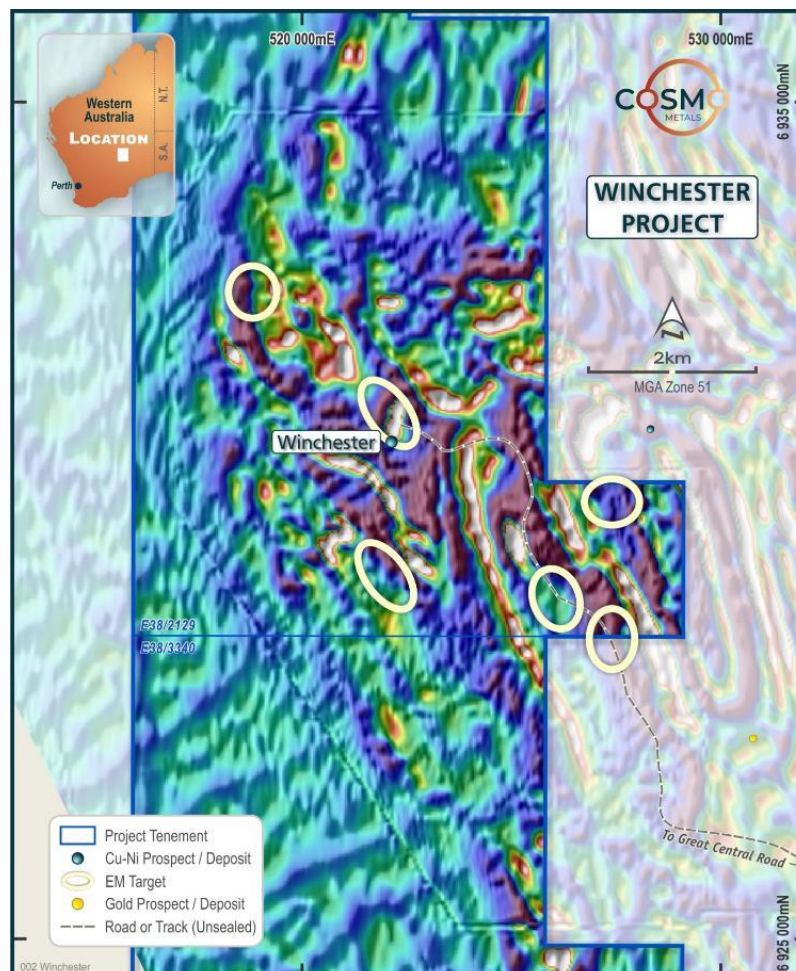 520 000mE
530 000mE
6 935 000mN
Western
Australia
LOCATION
N.T.
S.A.
Perth
COSMO
METALS
WINCHESTER
PROJECT
N
2km
MGA Zone 51
Winchester
E38/2129
E38/3340
Project Tenement
Cu-Ni Prospect / Deposit
EM Target
Gold Prospect / Deposit
Road or Track (Unsealed)
To Great Central Road
6 925 000mN
002 Winchester